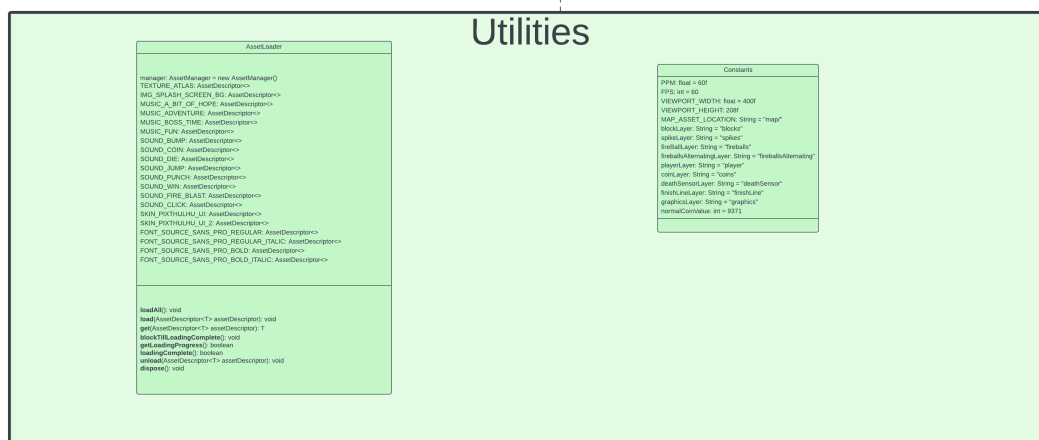 Utilities
AssetLoader
manager: AssetManager = new AssetManager()
TEXTURE_ATLAS: AssetDescriptor<>
IMG_SPLASH_SCREEN_BG: AssetDescriptor<>
MUSIC_A_BIT_OF_HOPE: AssetDescriptor<>
MUSIC_ADVENTURE: AssetDescriptor<>
MUSIC_BOSS_TIME: AssetDescriptor<>
MUSIC_FUN: AssetDescriptor<>
SOUND_BUMP: AssetDescriptor<>
SOUND_COIN: AssetDescriptor<>
SOUND_DIE: AssetDescriptor<>
SOUND_JUMP: AssetDescriptor<>
SOUND_PUNCH: AssetDescriptor<>
SOUND_WIN: AssetDescriptor<>
SOUND_FIRE_BLAST: AssetDescriptor<>
SOUND_CLICK: AssetDescriptor<>
SKIN_PIXTHULHU_UI: AssetDescriptor<>
SKIN_PIXTHULHU_UI_2: AssetDescriptor<>
FONT_SOURCE_SANS_PRO_REGULAR: AssetDescriptor<>
FONT_SOURCE_SANS_PRO_REGULAR_ITALIC: AssetDescriptor<>
FONT_SOURCE_SANS_PRO_BOLD: AssetDescriptor<>
FONT_SOURCE_SANS_PRO_BOLD_ITALIC: AssetDescriptor<>
loadAll(): void
load(AssetDescriptor<T> assetDescriptor): void
get(AssetDescriptor<T> assetDescriptor): T
blockTillLoadingComplete(): void
getLoadingProgress(): boolean
loadingComplete(): boolean
unload(AssetDescriptor<T> assetDescriptor): void
dispose(): void
Constants
PPM: float = 60f
FPS: int = 60
VIEWPORT_WIDTH: float = 400f
VIEWPORT_HEIGHT: 208f
MAP_ASSET_LOCATION: String = "map/"
blockLayer: String = "blocks"
spikeLayer: String = "spikes"
fireBallLayer: String = "fireballs"
fireballsAlternatingLayer: String = "fireballsAlternating"
playerLayer: String = "player"
coinLayer: String = "coins"
deathSensorLayer: String = "deathSensor"
finishLineLayer: String = "finishLine"
graphicsLayer: String = "graphics"
normalCoinValue: int = 9371